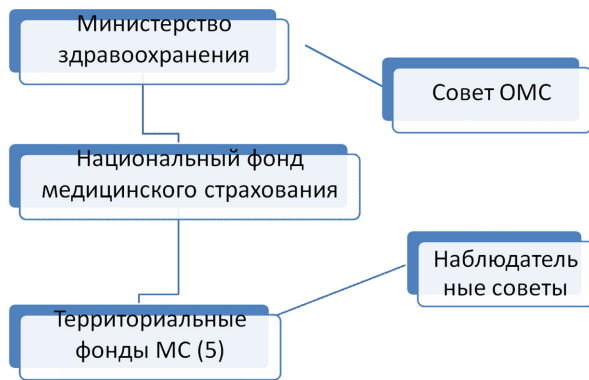 Министерство
здравоохранения
Совет ОМС
Национальный фонд
медицинского страхования
Наблюдатель
ные советы
Территориальные
фонды МС (5)